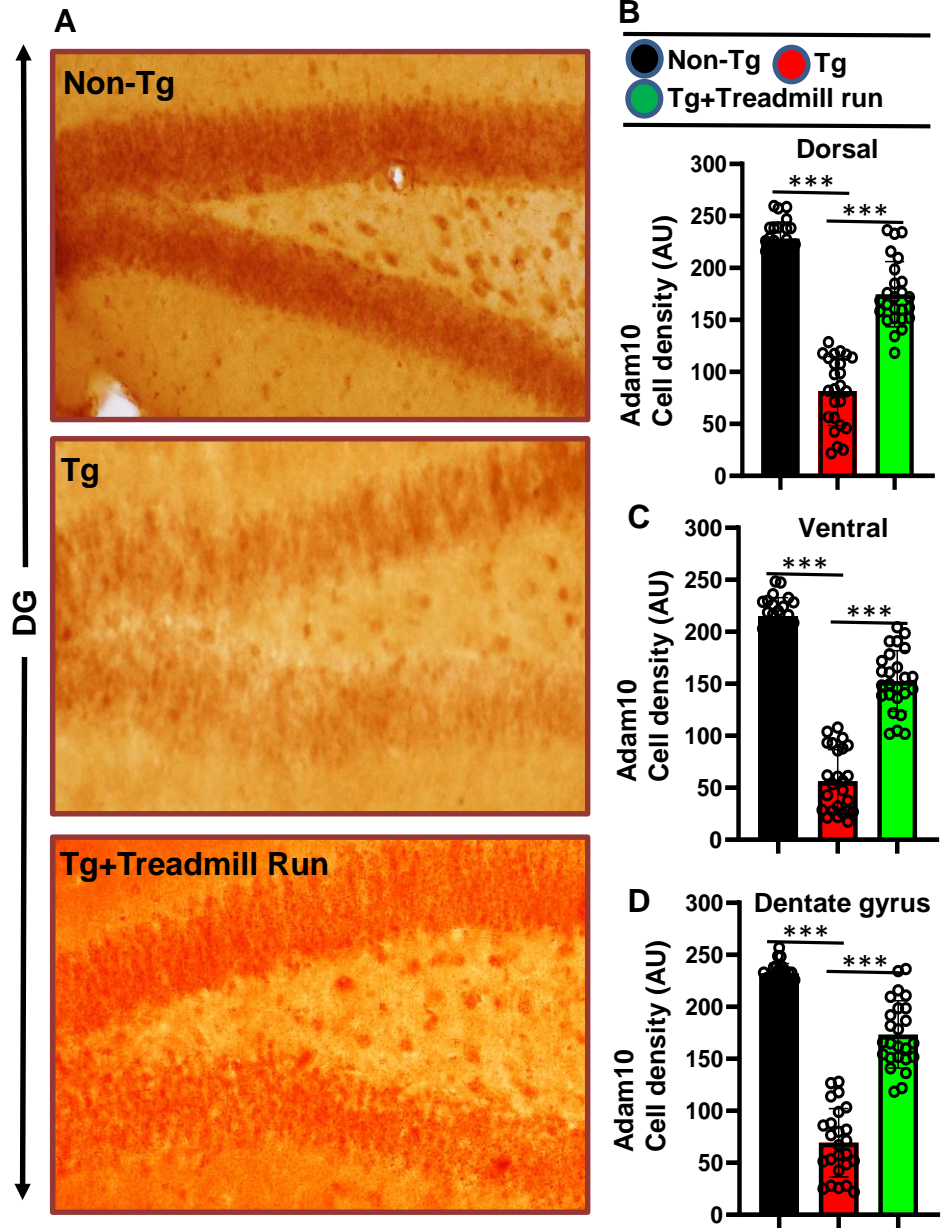 A
DG
Non-Tg
Tg
Tg+Treadmill Run
B
Non-Tg Tg
Tg+Treadmill run
Dorsal
Adam10
Cell density (AU)
300
250
200
150
100
50
0
***
***
C
Ventral
Adam10
Cell density (AU)
300
250
200
150
100
50
0
***
***
D
Dentate gyrus
Adam10
Cell density (AU)
300
250
200
150
100
50
0
***
***